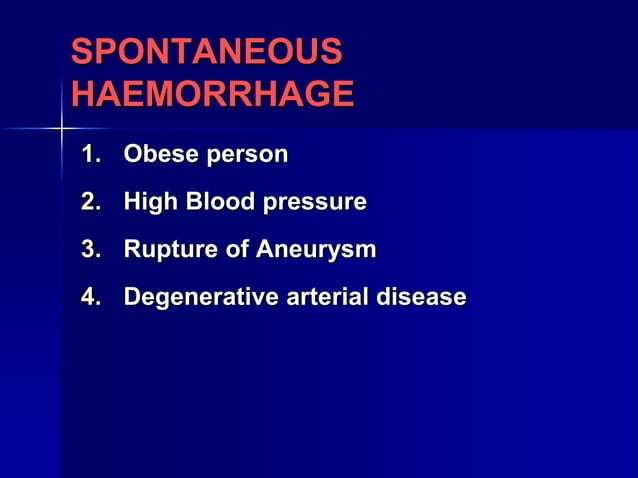 SPONTANEOUS
HAEMORRHAGE
1. Obese person
2. High Blood pressure
3. Rupture of Aneurysm
4. Degenerative arterial disease